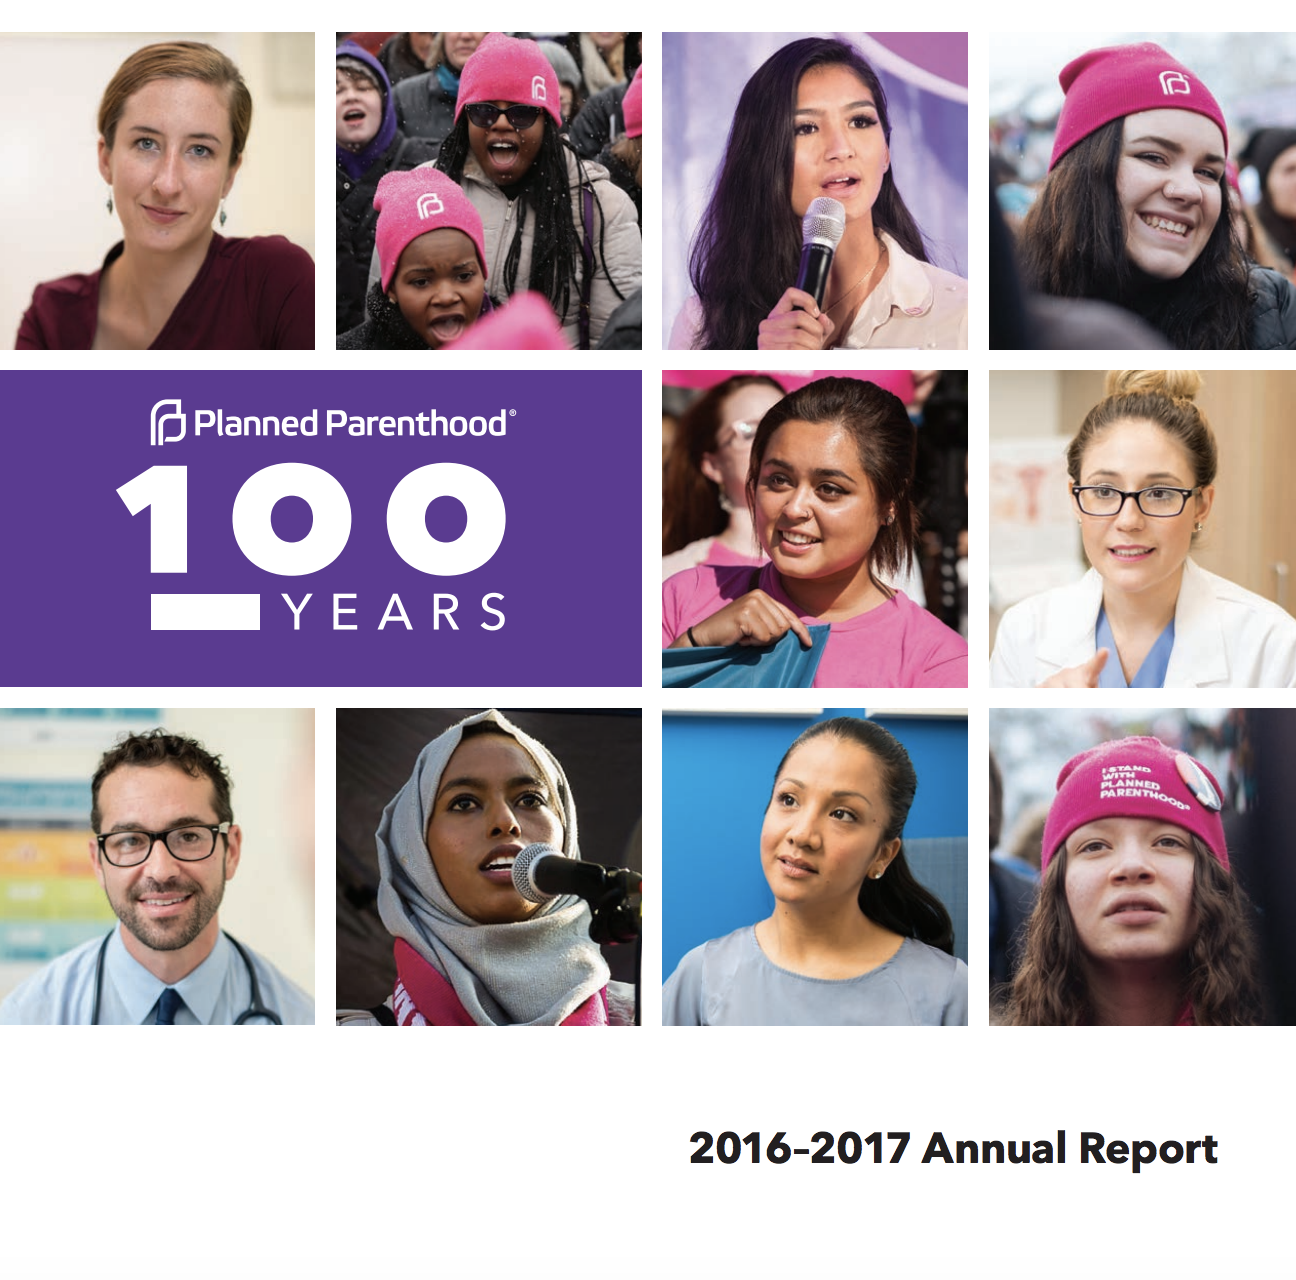 Planned Parenthood®
100
YEARS
I STAND
WITH
PLANNED
PARENTHOOD®
2016–2017 Annual Report